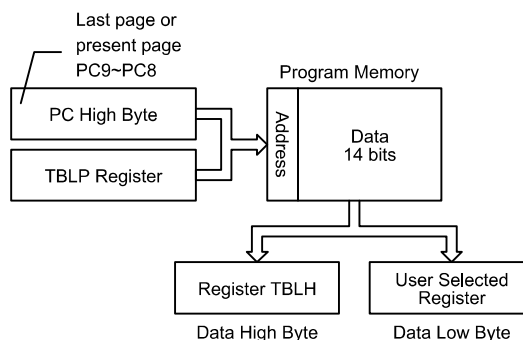 Last page or
present page
PC9~PC8
Program Memory
PC High Byte
TBLP Register
Address
Data
14 bits
Register TBLH
User Selected
Register
Data High Byte
Data Low Byte